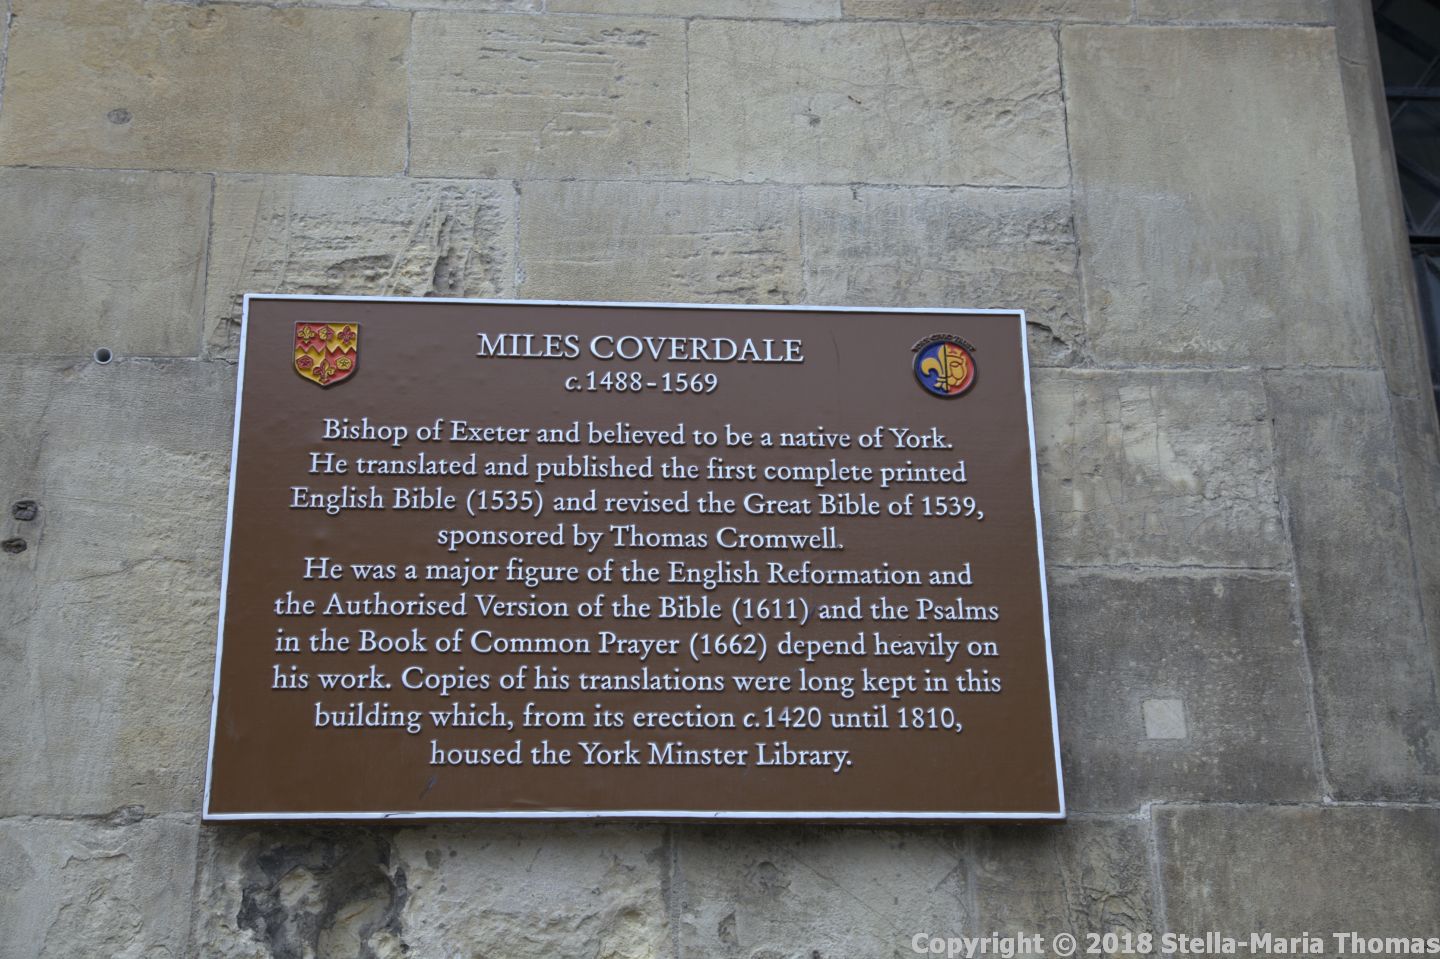 MILES COVERDALE
c.1488-1569
Bishop of Exeter and believed to be a native of York.
He translated and published the first complete printed
English Bible (1535) and revised the Great Bible of 1539,
sponsored by Thomas Cromwell.
He was a major figure of the English Reformation and
the Authorised Version of the Bible (1611) and the Psalms
in the Book of Common Prayer (1662) depend heavily on
his work. Copies of his translations were long kept in this
building which, from its erection c.1420 until 1810,
housed the York Minster Library.
Copyright © 2018 Stella-Maria Thomas